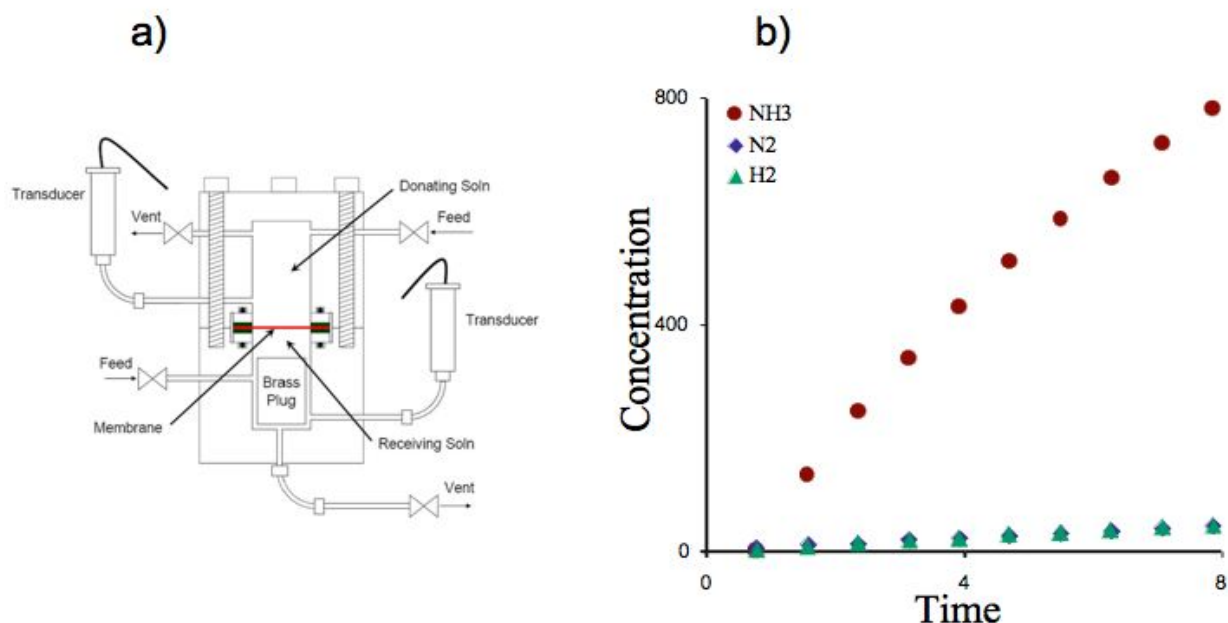 a)
Transducer
Vent
Donating Soln
Feed
Transducer
Feed
Brass
Plug
Membrane
Receiving Soln
Vent
b)
800
NH3
N2
H2
400
Concentration
0
0
4
8
Time